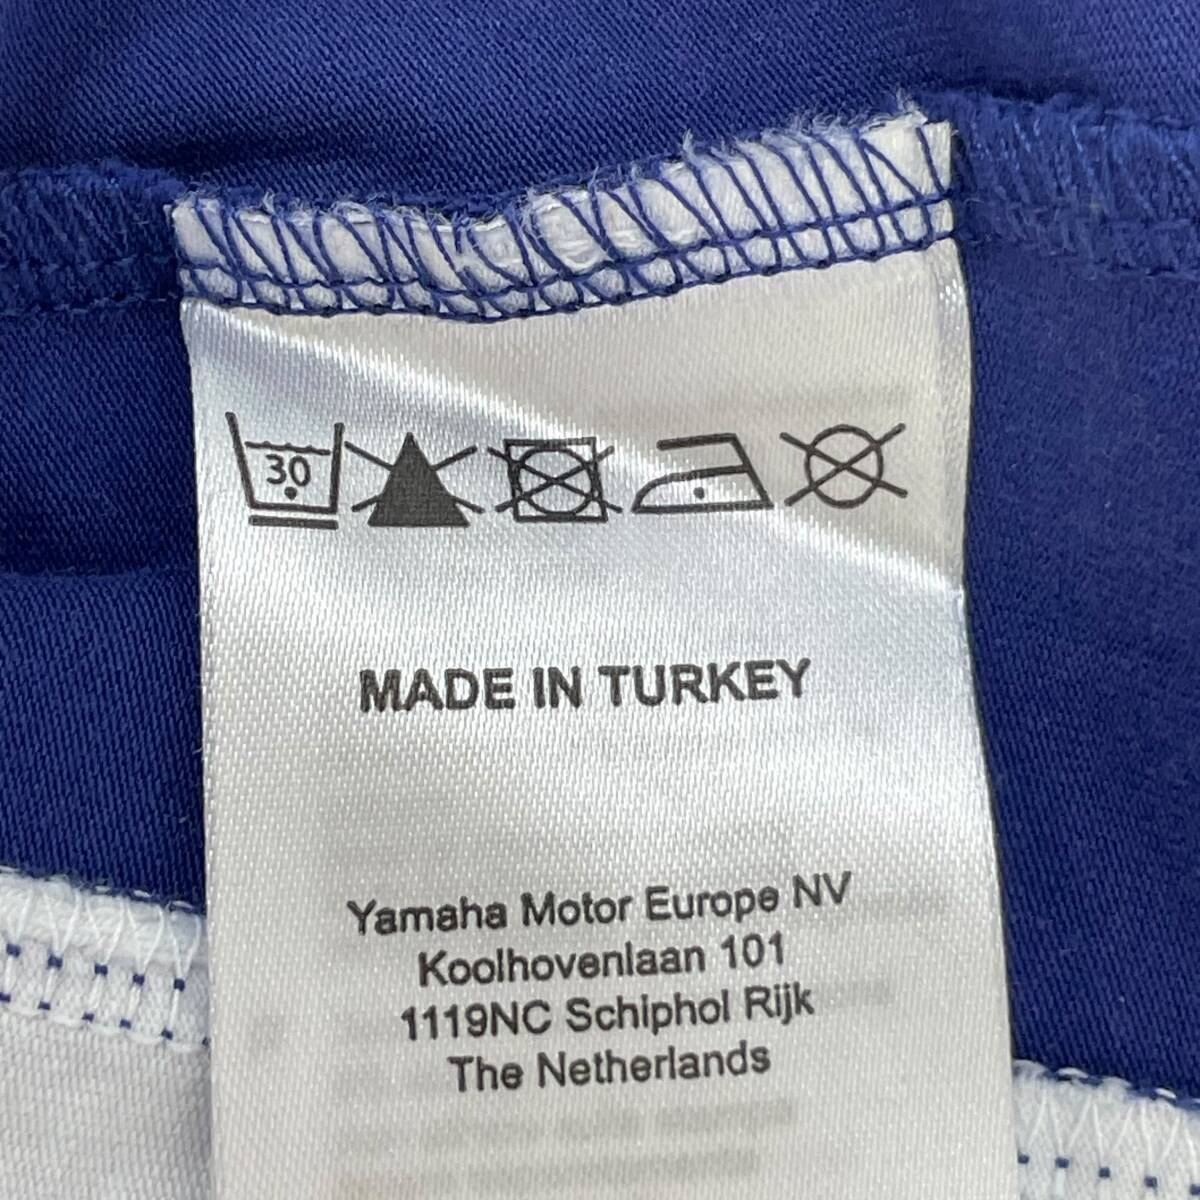 30
MADE IN TURKEY
Yamaha Motor Europe NV
Koolhovenlaan 101
1119NC Schiphol Rijk
The Netherlands